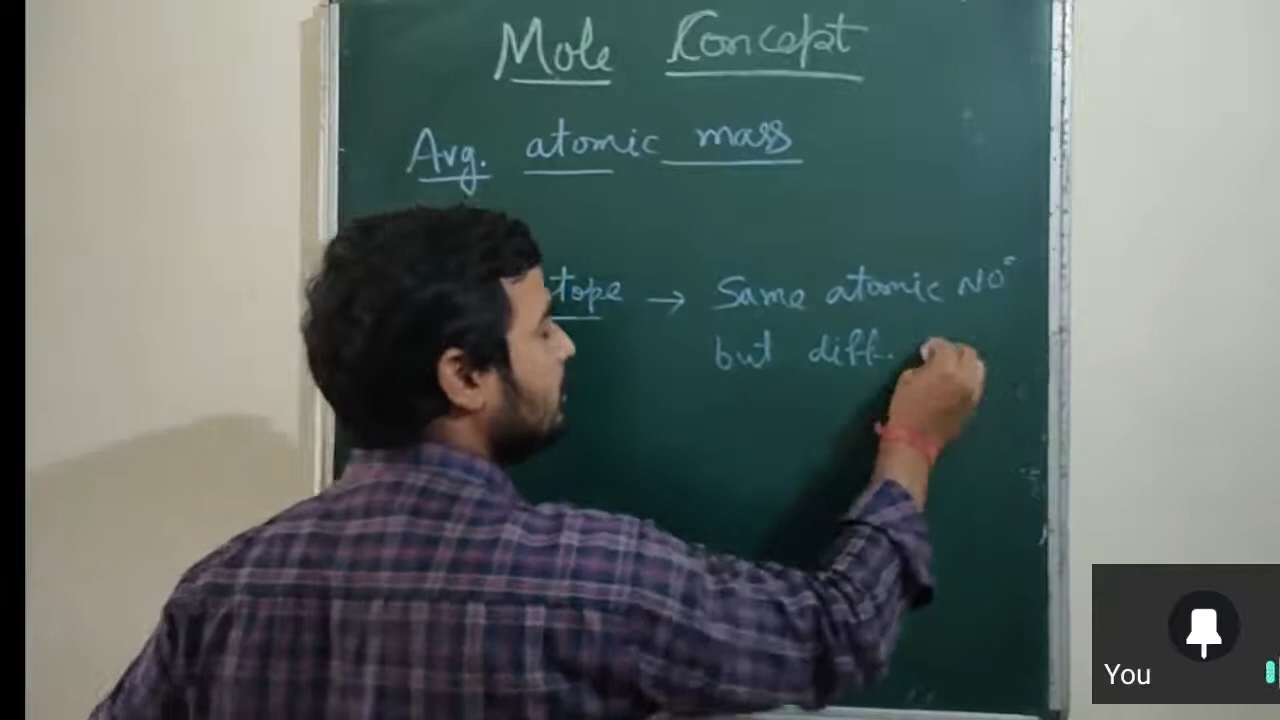 Mole Concept
Avg. atomic mass
tope → Same atomic NO°
but diff.
You